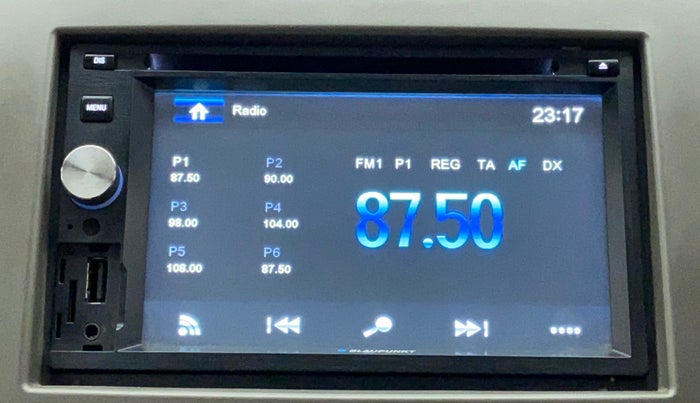 DIS
MENU
Radio
23:17
P1 P2
87.50 90.00
P3 P4
98.00 104.00
P5 P6
108.00 87.50
FM1 P1 REG TA AF DX
87.50
BLAUPUNKT